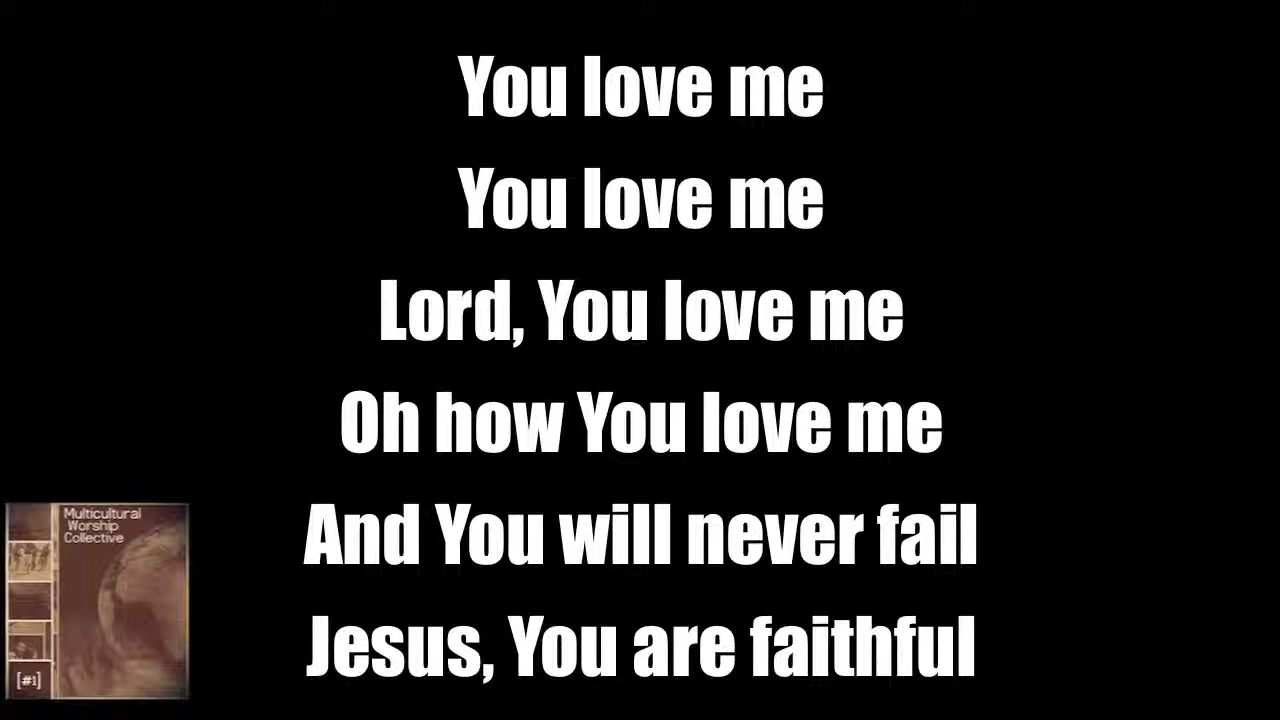 You love me
You love me
Lord, You love me
Oh how You love me
And You will never fail
Jesus, You are faithful
Multicultural
Worship
Collective
[#1]